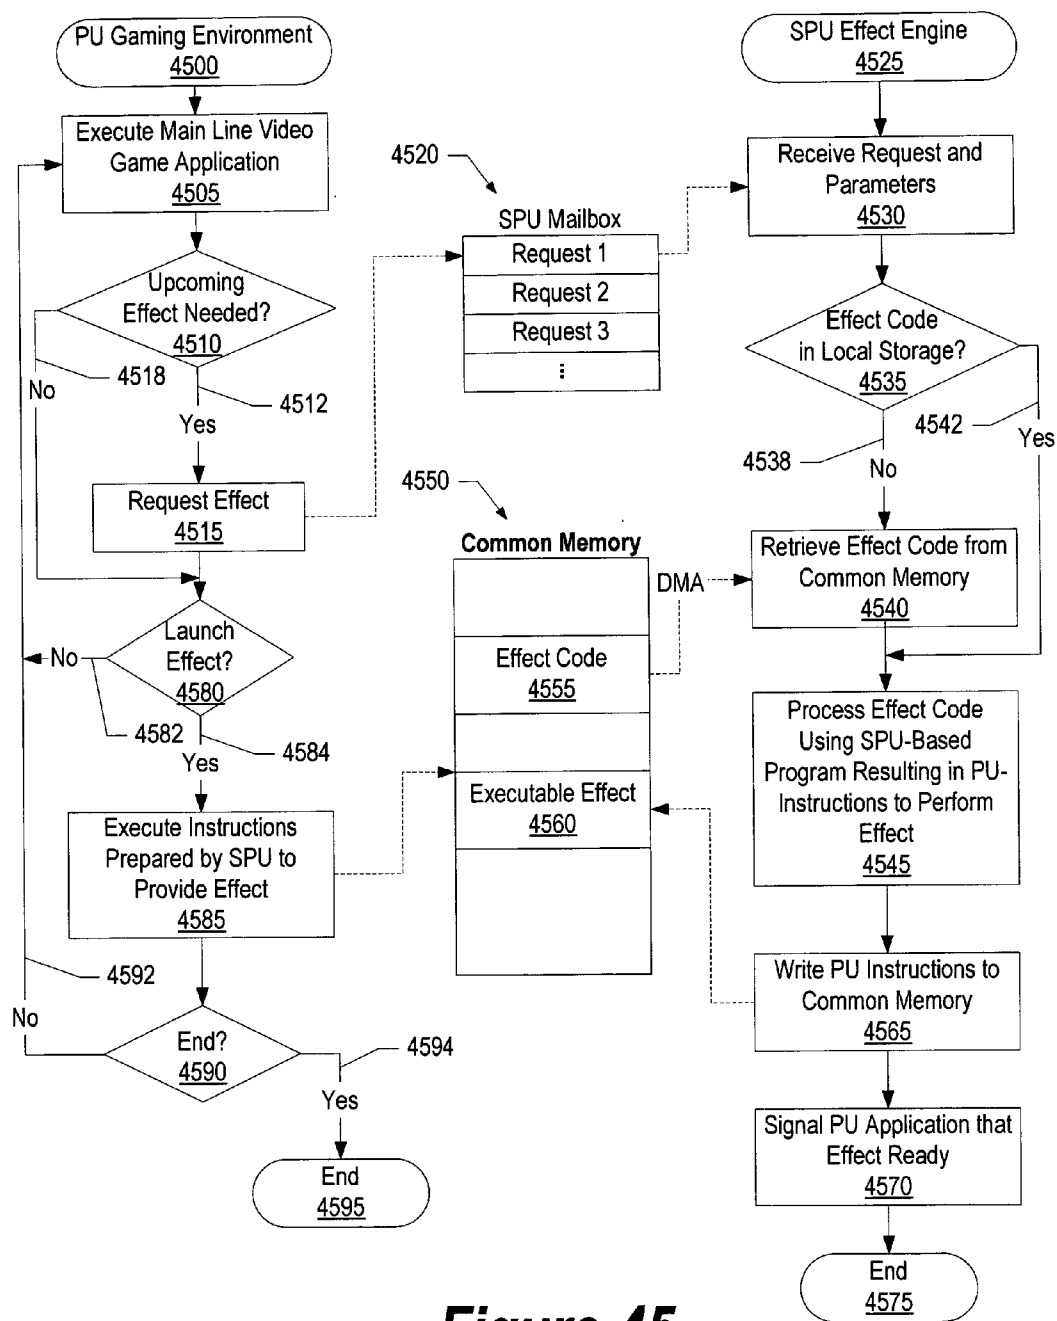 PU Gaming Environment
4500
Execute Main Line Video
Game Application
4505
Upcoming
Effect Needed?
4510
4518
No
4512
Yes
Request Effect
4515
Launch
Effect?
4580
No
4582
4584
Yes
Execute Instructions
Prepared by SPU to
Provide Effect
4585
4592
No
End?
4590
4594
Yes
End
4595
4520
SPU Mailbox
Request 1
Request 2
Request 3
⋮
4550
Common Memory
DMA
Effect Code
4555
Executable Effect
4560
SPU Effect Engine
4525
Receive Request and
Parameters
4530
Effect Code
in Local Storage?
4535
4542
Yes
4538
No
Retrieve Effect Code from
Common Memory
4540
Process Effect Code
Using SPU-Based
Program Resulting in PU-
Instructions to Perform
Effect
4545
Write PU Instructions to
Common Memory
4565
Signal PU Application that
Effect Ready
4570
End
4575
Figure 45